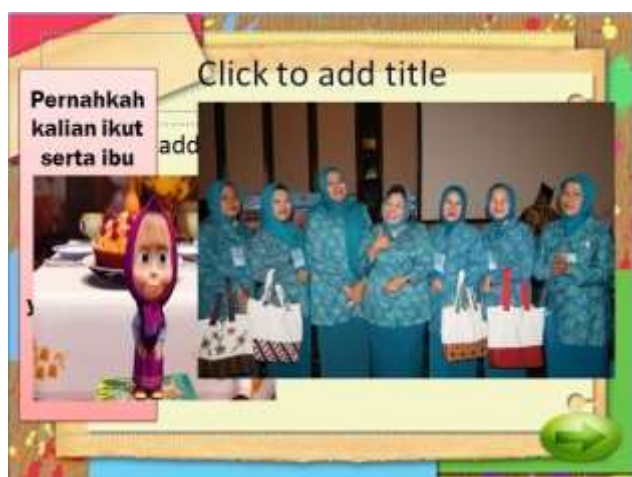 Click to add title
Pernahkah
kalian ikut
serta ibu
add